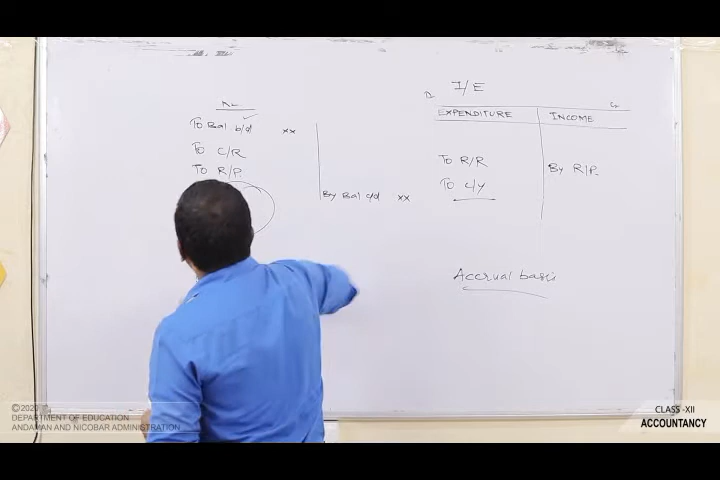 To Bal b/d xx
To C/R
To R/P.
By Bal c/d xx
I/E
Dr Cr
EXPENDITURE INCOME
To R/R By R/P.
To c/y
Accrual basis
©2020
DEPARTMENT OF EDUCATION
ANDAMAN AND NICOBAR ADMINISTRATION
CLASS -XII
ACCOUNTANCY